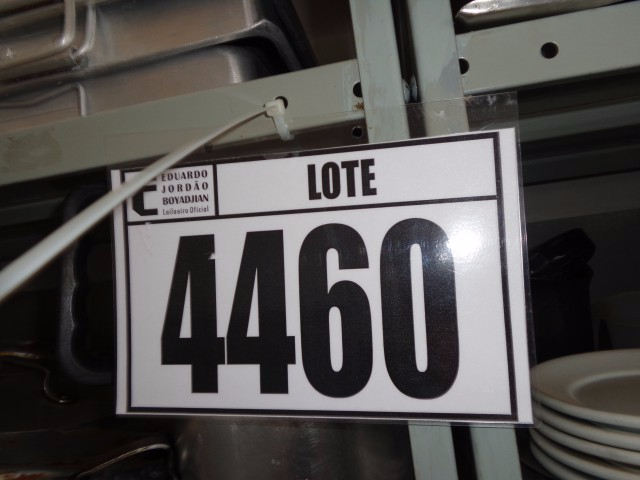 EDUARDO
JORDÃO
BOYADJIAN
Leiloeiro Oficial
LOTE
4460